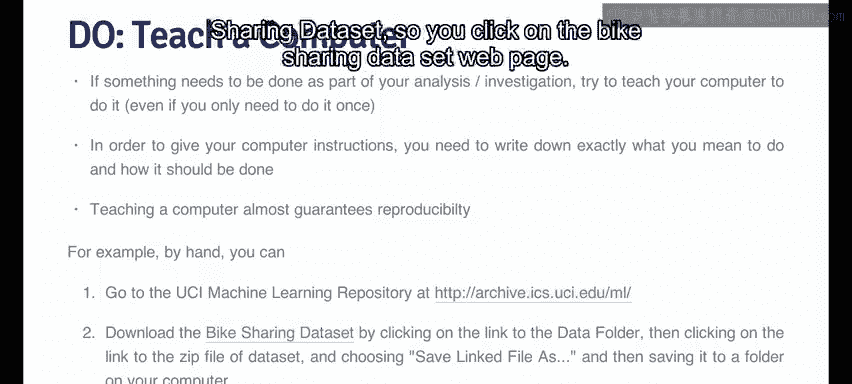 DO: Teach a Computer
Sharing Dataset, so you click on the bike
sharing data set web page.
· If something needs to be done as part of your analysis / investigation, try to teach your computer to
do it (even if you only need to do it once)
· In order to give your computer instructions, you need to write down exactly what you mean to do
and how it should be done
· Teaching a computer almost guarantees reproducibilty
For example, by hand, you can
1. Go to the UCI Machine Learning Repository at http://archive.ics.uci.edu/ml/
2. Download the Bike Sharing Dataset by clicking on the link to the Data Folder, then clicking on the
link to the zip file of dataset, and choosing "Save Linked File As..." and then saving it to a folder
on your computer